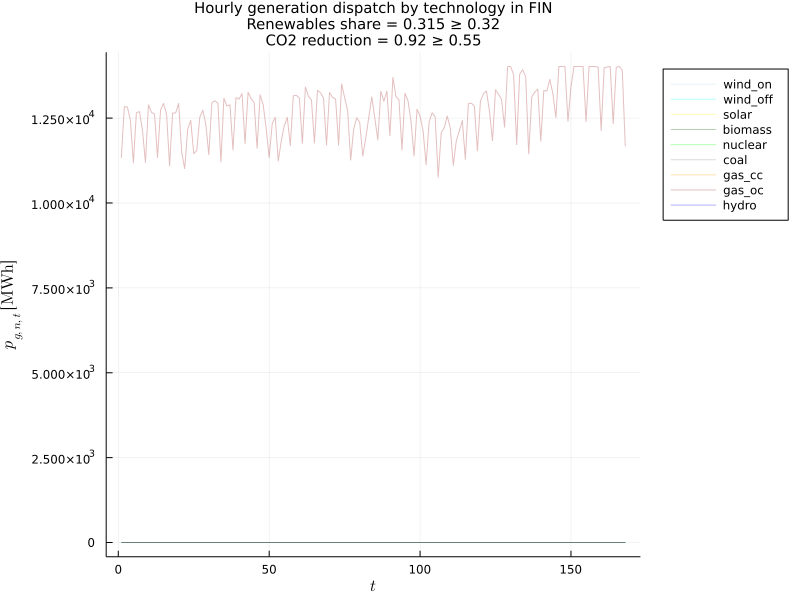 Hourly generation dispatch by technology in FIN
Renewables share = 0.315 ≥ 0.32
CO2 reduction = 0.92 ≥ 0.55
wind_on
wind_off
solar
biomass
nuclear
coal
gas_cc
gas_oc
hydro
1.250×10⁴
1.000×10⁴
7.500×10³
5.000×10³
2.500×10³
0
p_{g,n,t} [MWh]
0 50 100 150
t